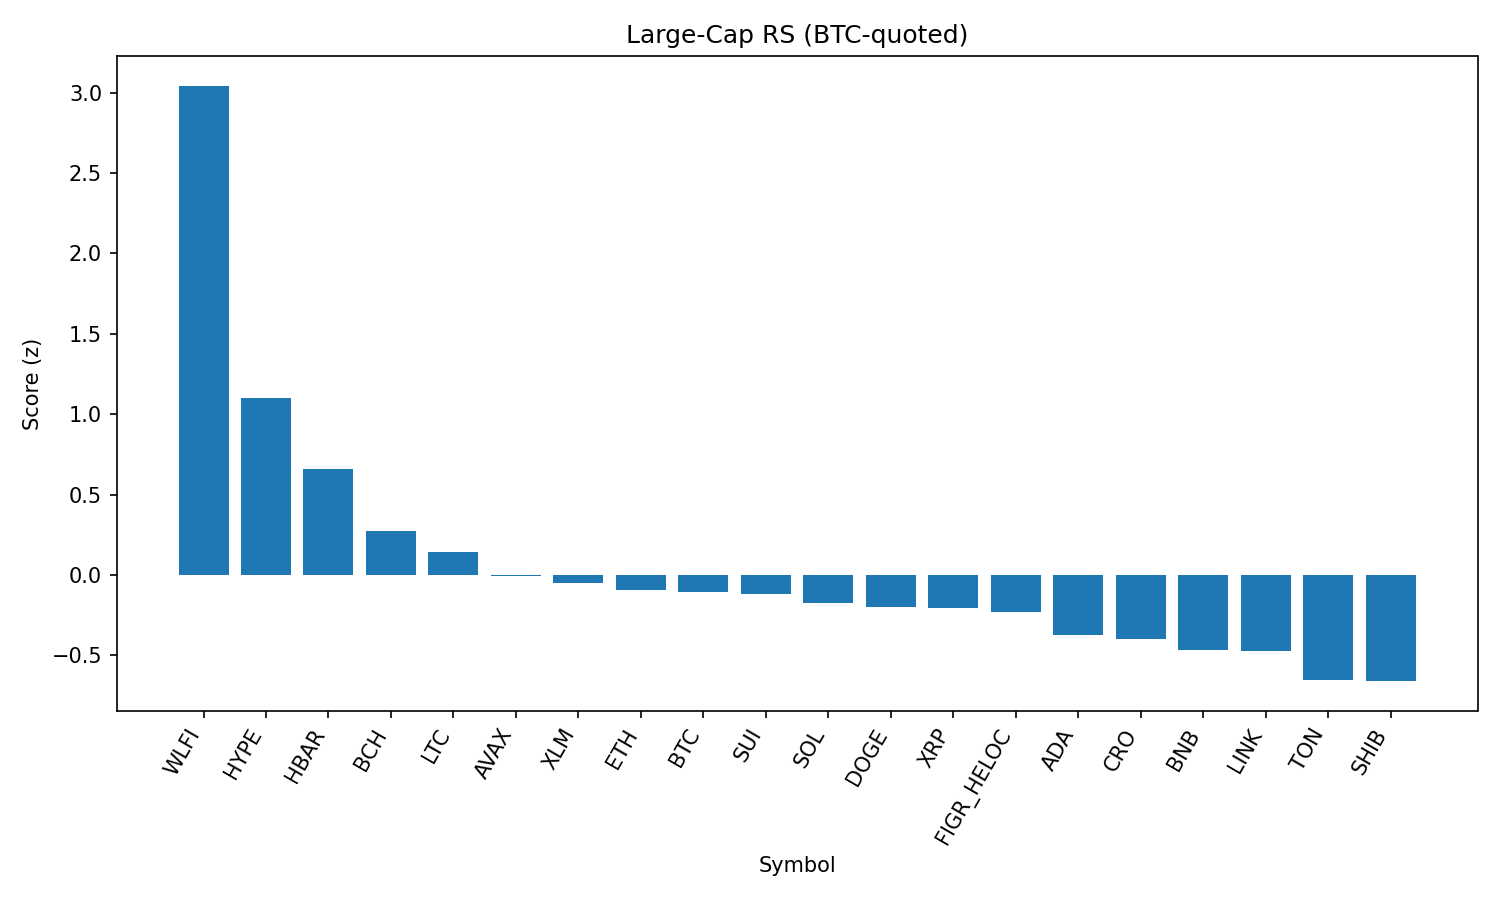 Large-Cap RS (BTC-quoted)
Score (z)
3.0
2.5
2.0
1.5
1.0
0.5
0.0
−0.5
WLFI
HYPE
HBAR
BCH
LTC
AVAX
XLM
ETH
BTC
SUI
SOL
DOGE
XRP
FIGR_HELOC
ADA
CRO
BNB
LINK
TON
SHIB
Symbol